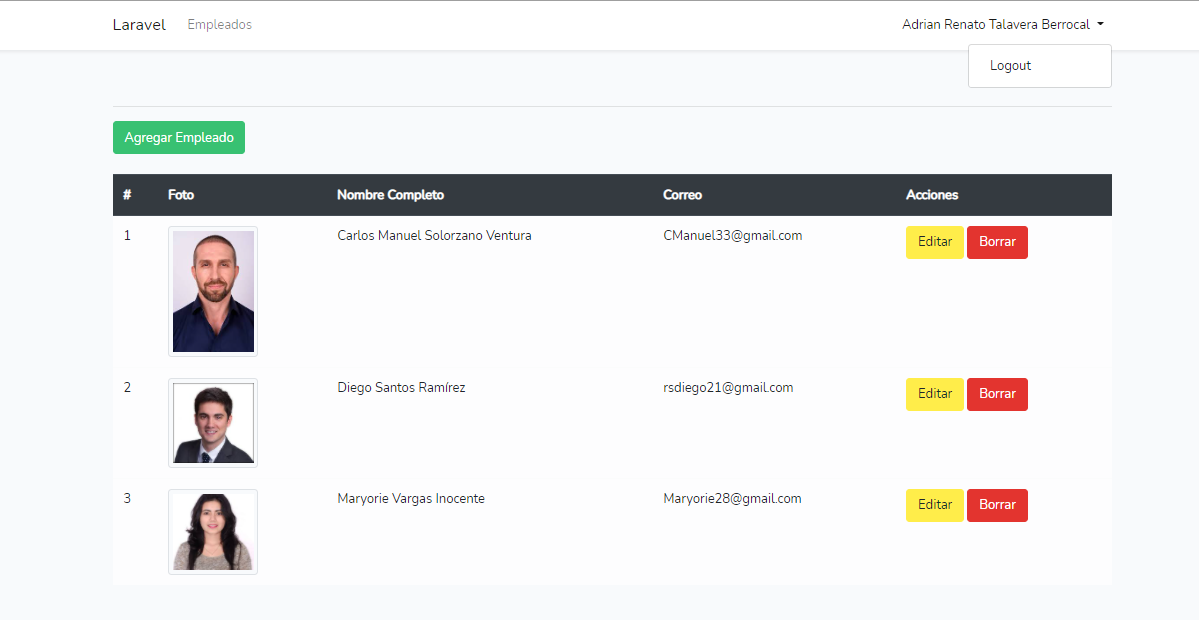 Laravel Empleados Adrian Renato Talavera Berrocal
Logout
Agregar Empleado
# Foto Nombre Completo Correo Acciones
1 Carlos Manuel Solorzano Ventura CManuel33@gmail.com Editar Borrar
2 Diego Santos Ramírez rsdiego21@gmail.com Editar Borrar
3 Maryorie Vargas Inocente Maryorie28@gmail.com Editar Borrar